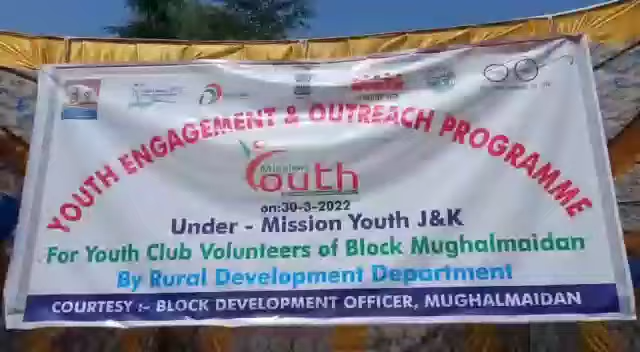 YOUTH ENGAGEMENT & OUTREACH PROGRAMME
Mission
Youth
on:30-3-2022
Under - Mission Youth J&K
For Youth Club Volunteers of Block Mughalmaidan
By Rural Development Department
COURTESY :- BLOCK DEVELOPMENT OFFICER, MUGHALMAIDAN